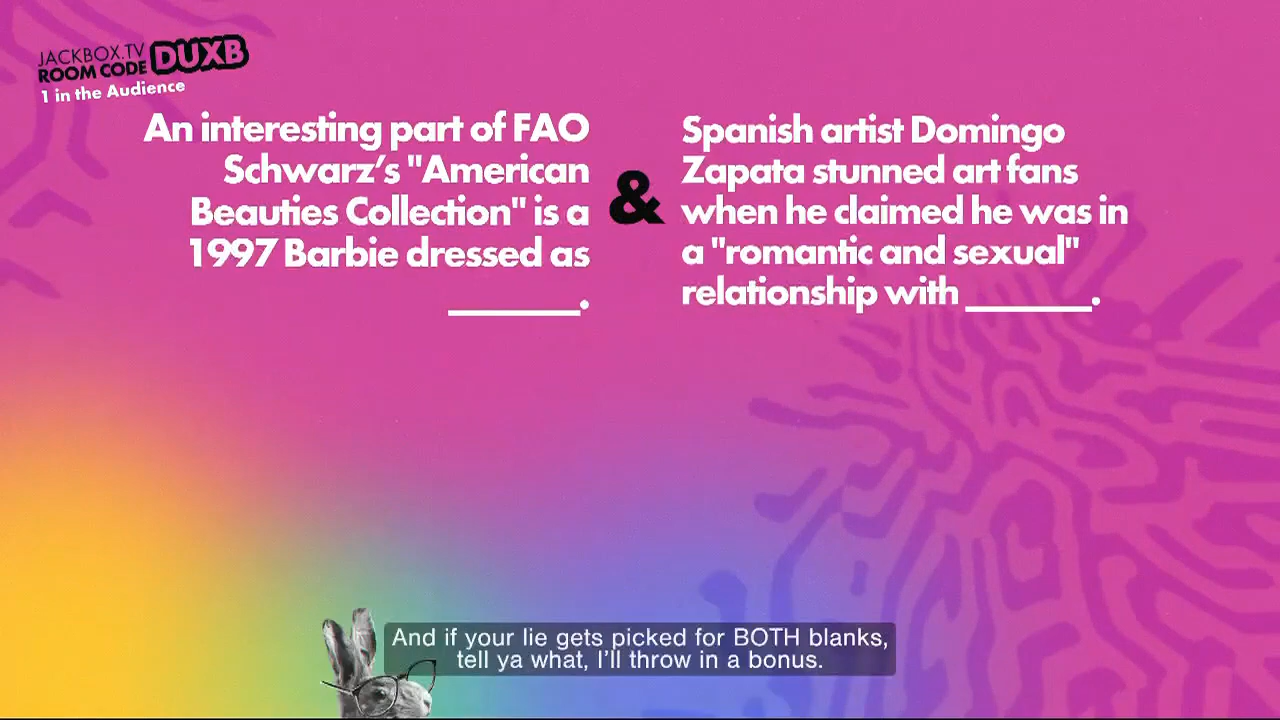 JACKBOX.TV
ROOM CODE DUXB
1 in the Audience
An interesting part of FAO
Schwarz’s "American
Beauties Collection" is a
1997 Barbie dressed as
_______.
&
Spanish artist Domingo
Zapata stunned art fans
when he claimed he was in
a "romantic and sexual"
relationship with _______.
And if your lie gets picked for BOTH blanks,
tell ya what, I’ll throw in a bonus.